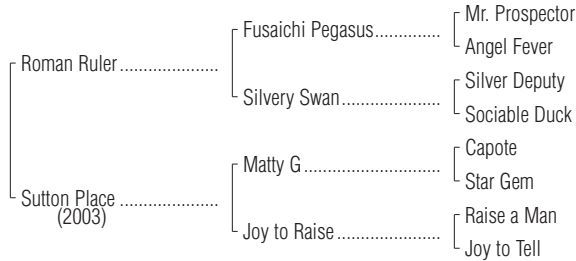 Mr. Prospector
Fusaichi Pegasus..............
Angel Fever
Roman Ruler.....................
Silver Deputy
Silvery Swan.....................
Sociable Duck
Capote
Matty G.............................
Star Gem
Sutton Place.....................
(2003)
Raise a Man
Joy to Raise......................
Joy to Tell